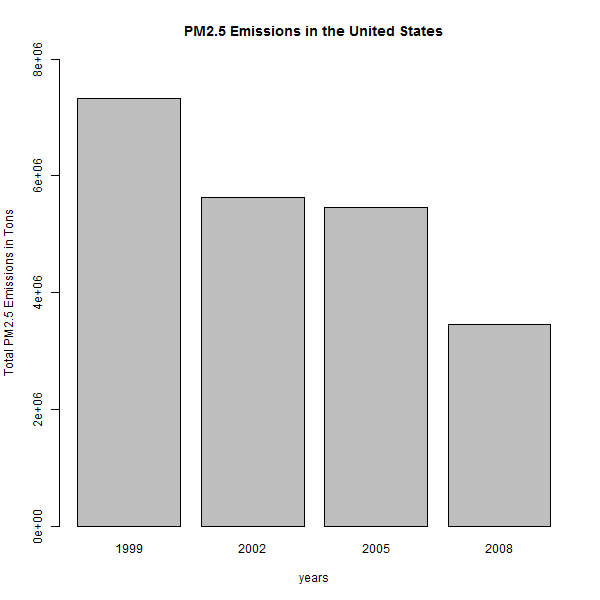 PM2.5 Emissions in the United States
Total PM2.5 Emissions in Tons
8e+06
6e+06
4e+06
2e+06
0e+00
1999 2002 2005 2008
years